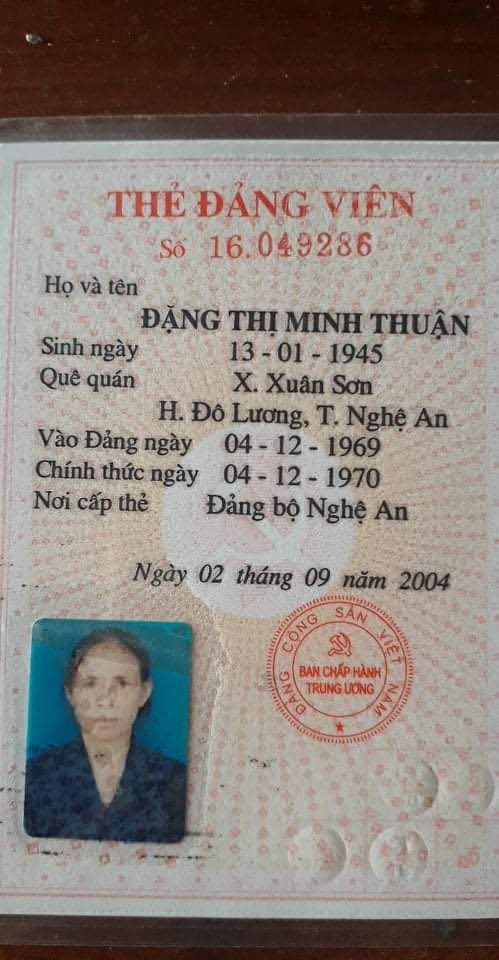 THẺ ĐẢNG VIÊN
Số 16.049286
Họ và tên
ĐẶNG THỊ MINH THUẬN
Sinh ngày 13 - 01 - 1945
Quê quán X. Xuân Sơn
H. Đô Lương, T. Nghệ An
Vào Đảng ngày 04 - 12 - 1969
Chính thức ngày 04 - 12 - 1970
Nơi cấp thẻ Đảng bộ Nghệ An
Ngày 02 tháng 09 năm 2004
ĐẢNG CỘNG SẢN VIỆT NAM
BAN CHẤP HÀNH
TRUNG ƯƠNG